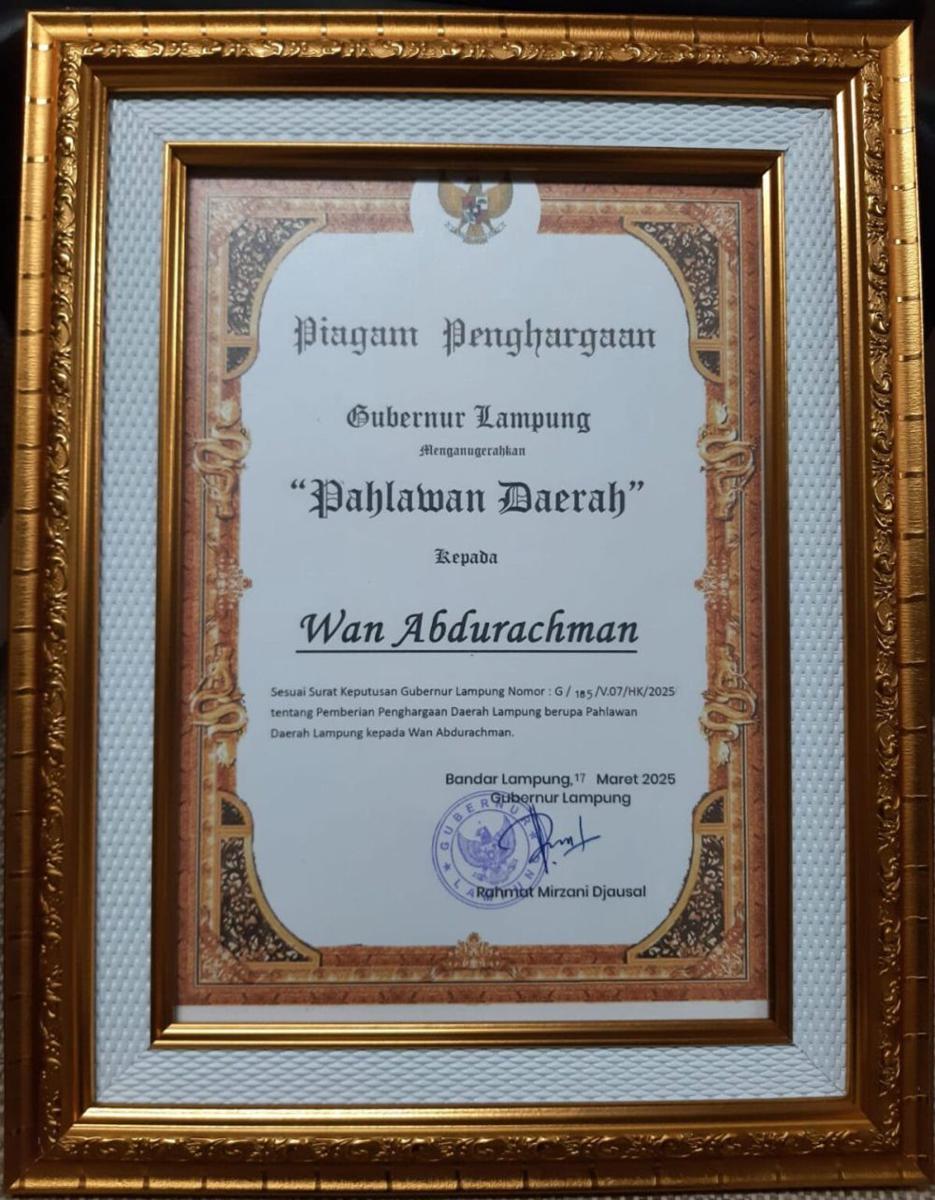 Piagam Penghargaan
Gubernur Lampung
Menganugerahkan
"Pahlawan Daerah"
Kepada
Wan Abdurachman
Sesuai Surat Keputusan Gubernur Lampung Nomor : G / 185 /V.07/HK/2025
tentang Pemberian Penghargaan Daerah Lampung berupa Pahlawan
Daerah Lampung kepada Wan Abdurachman.
Bandar Lampung, 17 Maret 2025
Gubernur Lampung
GUBERNUR
LAMPUNG
Rahmat Mirzani Djausal